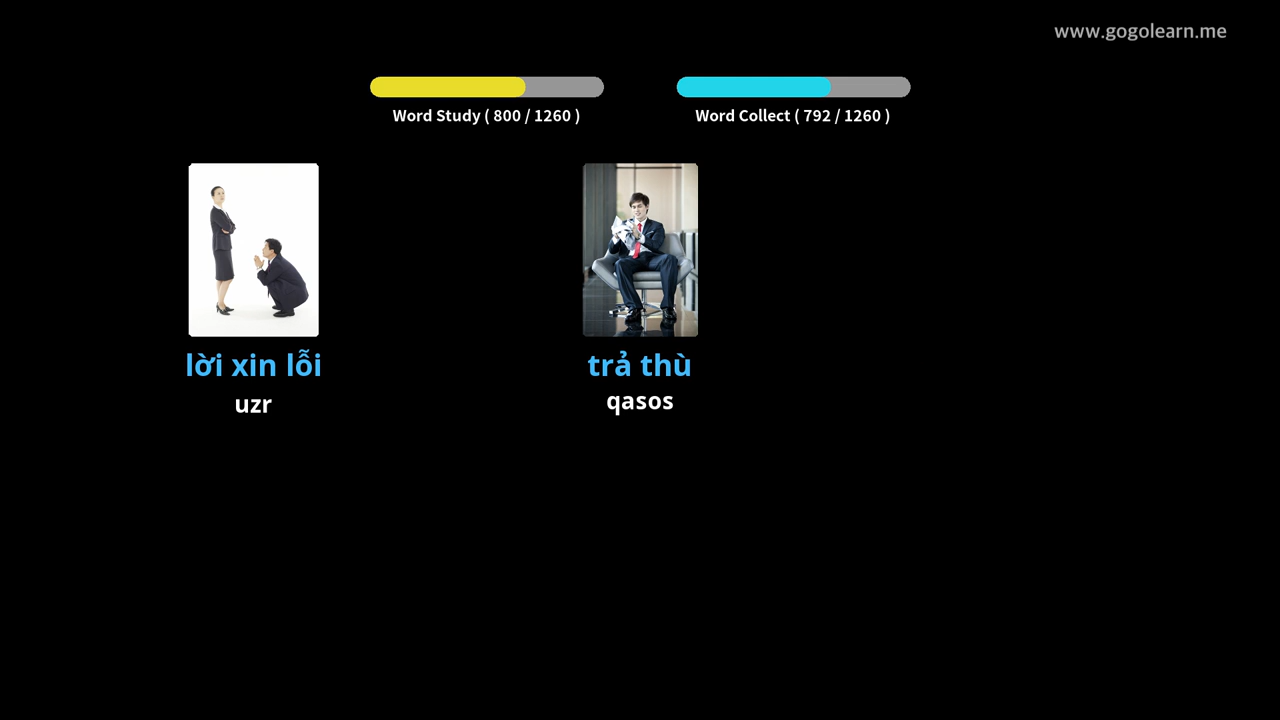 www.gogolearn.me
Word Study ( 800 / 1260 )
Word Collect ( 792 / 1260 )
lời xin lỗi
uzr
trả thù
qasos